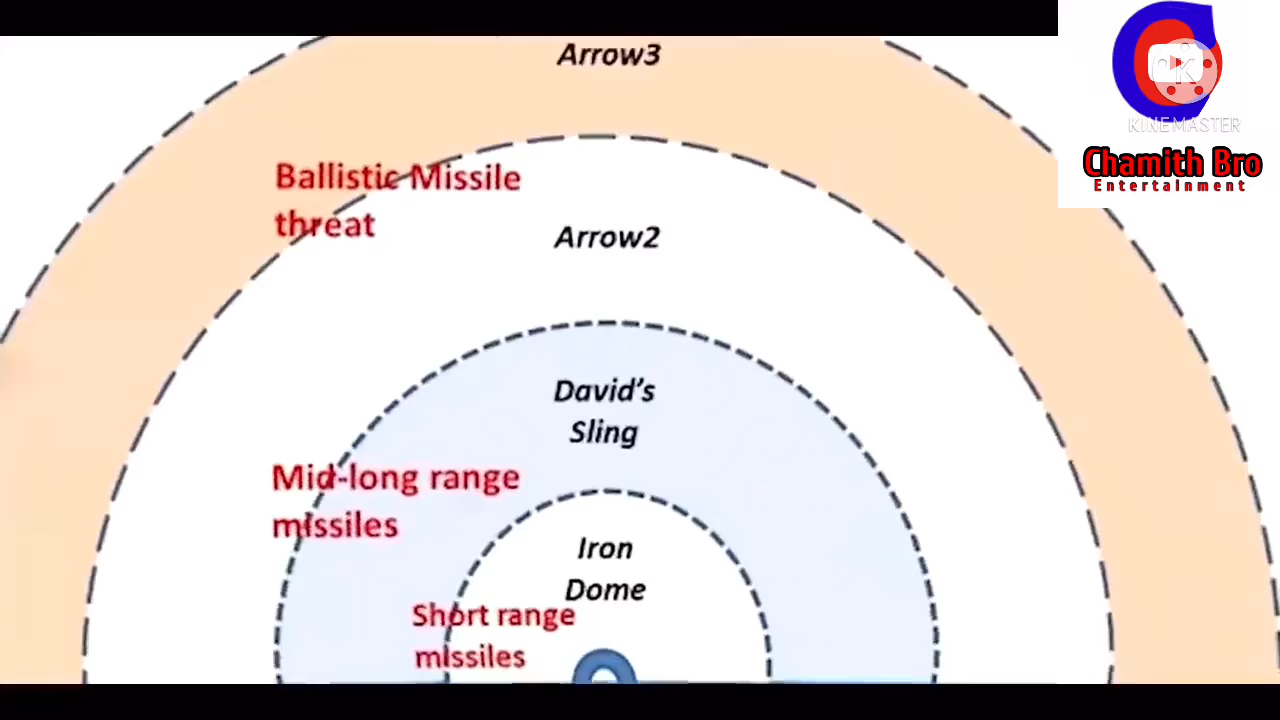 Arrow3
KINEMASTER
Chamith Bro
Entertainment
Ballistic Missile
threat
Arrow2
David's
Sling
Mid-long range
missiles
Iron
Dome
Short range
missiles